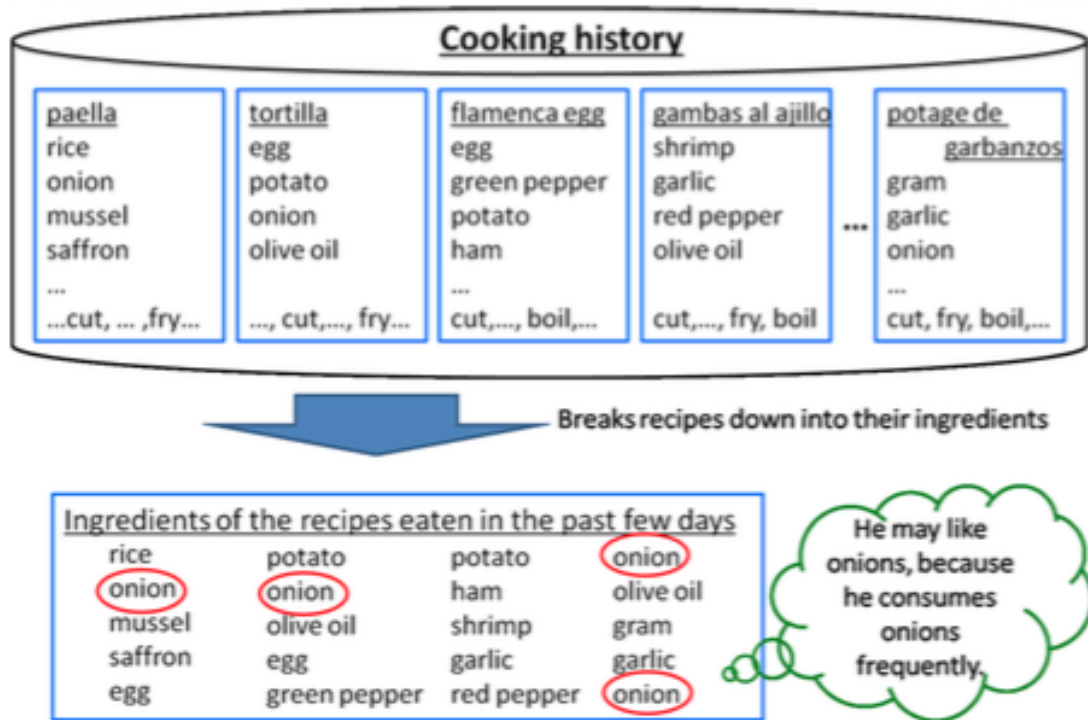 Cooking history
paella
rice
onion
mussel
saffron
...
...cut, ... ,fry...
tortilla
egg
potato
onion
olive oil
..., cut,..., fry...
flamenca egg
egg
green pepper
potato
ham
...
cut,..., boil,...
gambas al ajillo
shrimp
garlic
red pepper
olive oil
cut,..., fry, boil
...
potage de
garbanzos
gram
garlic
onion
...
cut, fry, boil,...
Breaks recipes down into their ingredients
Ingredients of the recipes eaten in the past few days
rice
onion
mussel
saffron
egg
potato
onion
olive oil
egg
green pepper
potato
ham
shrimp
garlic
red pepper
onion
olive oil
gram
garlic
onion
He may like
onions, because
he consumes
onions
frequently.